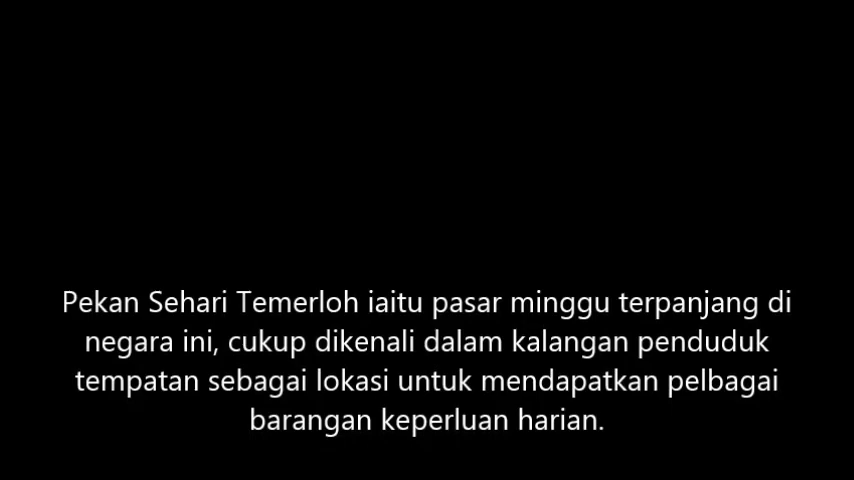 Pekan Sehari Temerloh iaitu pasar minggu terpanjang di
negara ini, cukup dikenali dalam kalangan penduduk
tempatan sebagai lokasi untuk mendapatkan pelbagai
barangan keperluan harian.